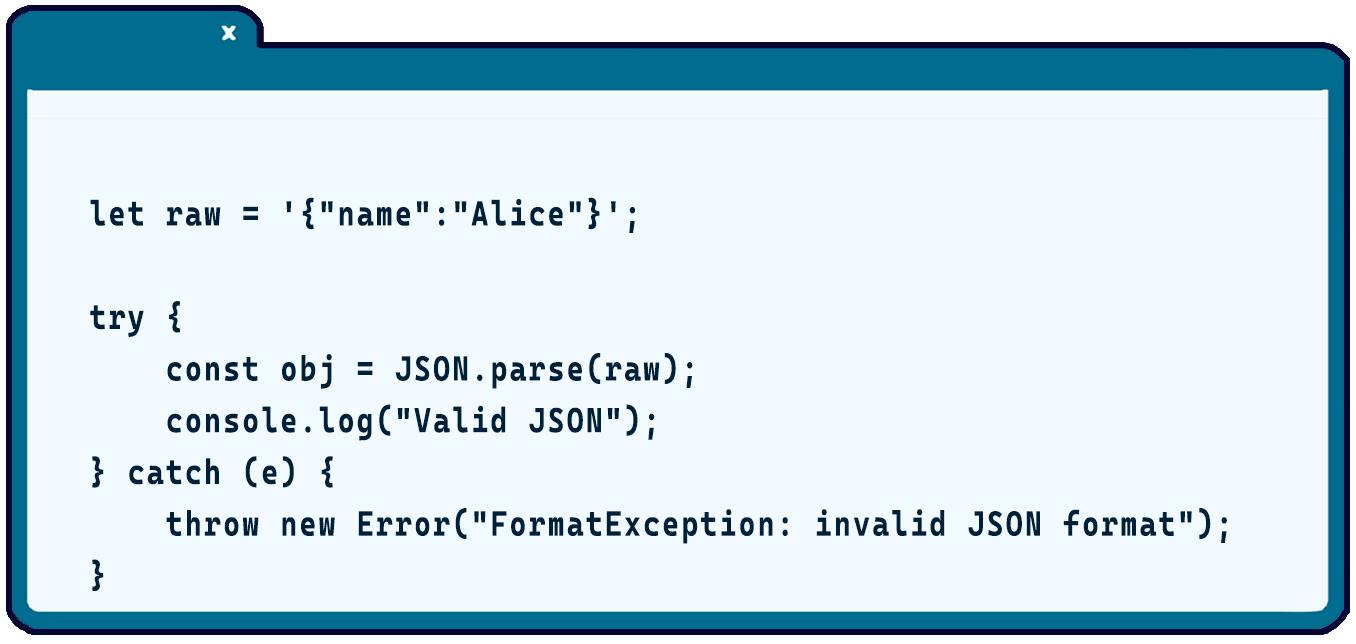 x
let raw = '{"name":"Alice"}';
try {
    const obj = JSON.parse(raw);
    console.log("Valid JSON");
} catch (e) {
    throw new Error("FormatException: invalid JSON format");
}